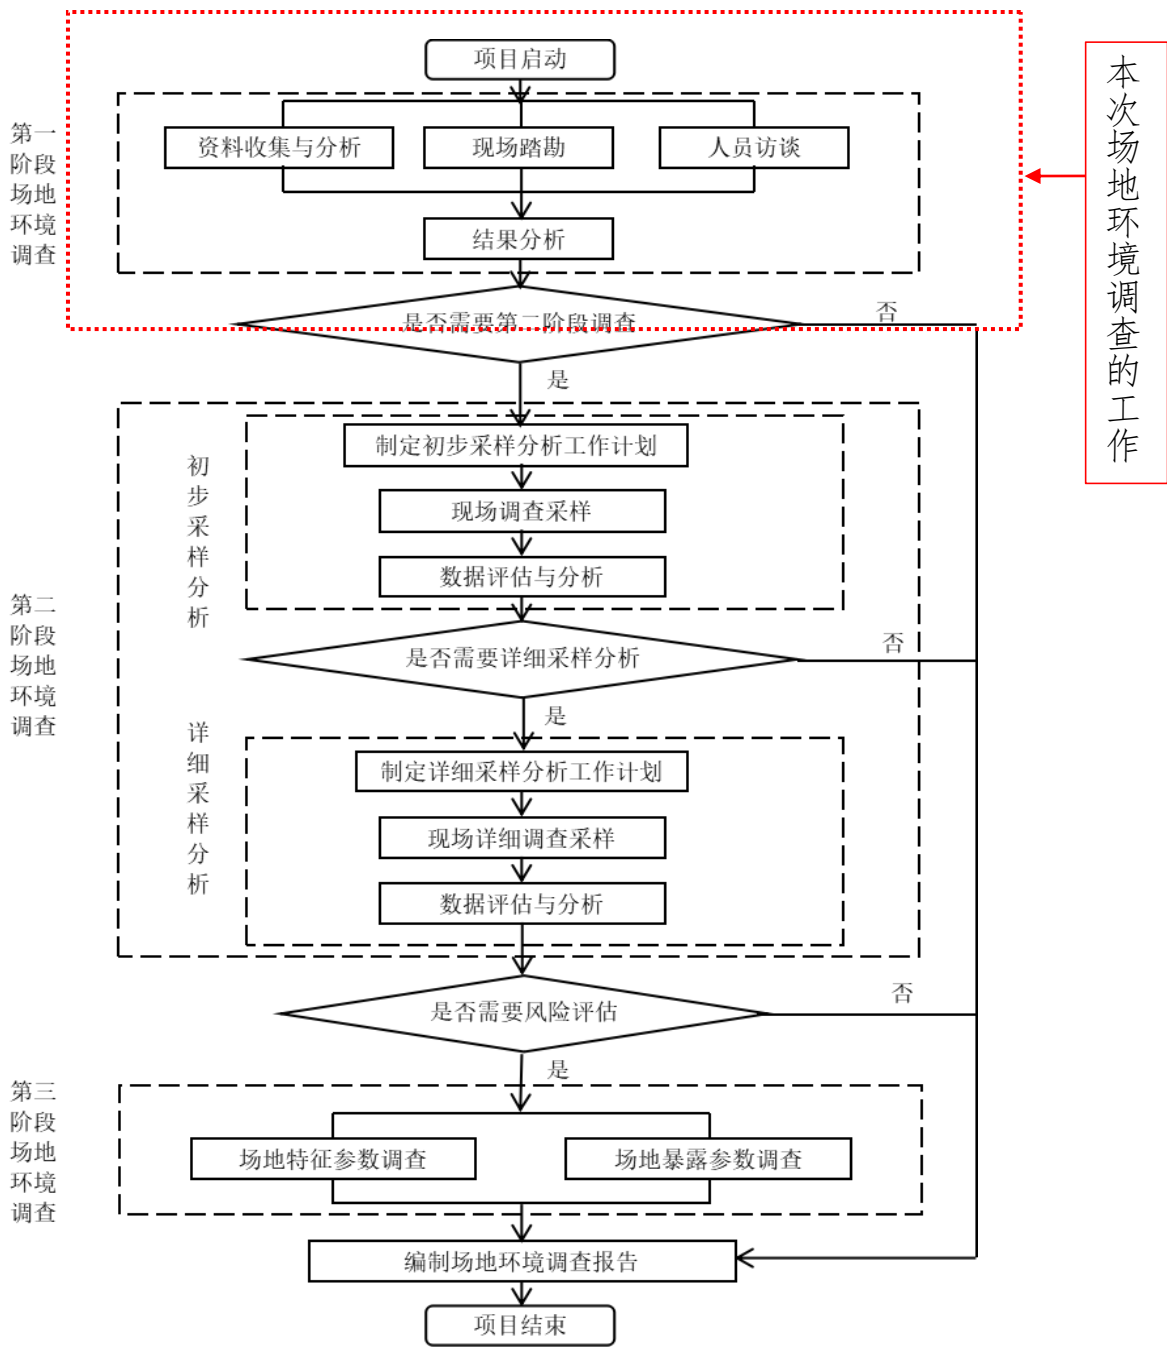 项目启动
第一
阶段
场地
环境
调查
资料收集与分析
现场踏勘
人员访谈
结果分析
是否需要第二阶段调查
否
是
本次场地环境调查的工作
第二
阶段
场地
环境
调查
初步采样分析
制定初步采样分析工作计划
现场调查采样
数据评估与分析
是否需要详细采样分析
否
是
详细采样分析
制定详细采样分析工作计划
现场详细调查采样
数据评估与分析
是否需要风险评估
否
是
第三
阶段
场地
环境
调查
场地特征参数调查
场地暴露参数调查
编制场地环境调查报告
项目结束